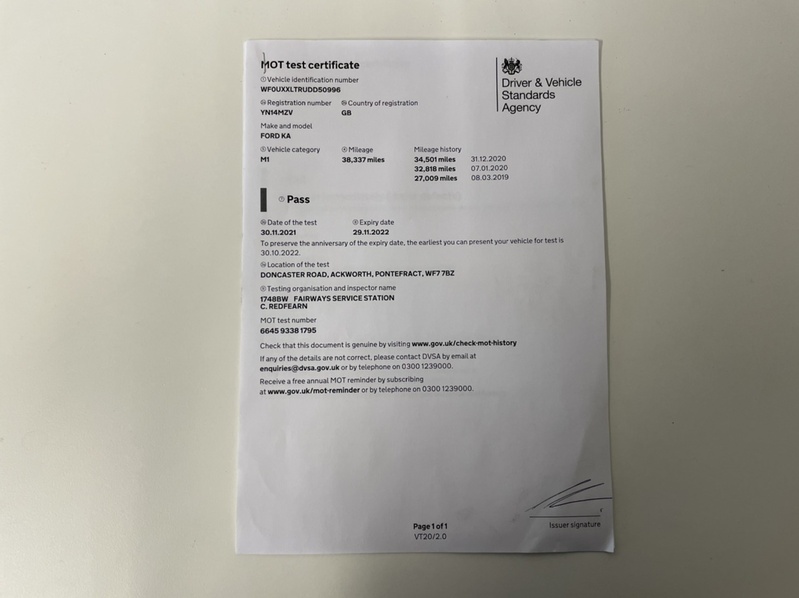 MOT test certificate
Vehicle identification number
WF0UXXLTRUDD50996
Registration number Country of registration
YN14MZV GB
Make and model
FORD KA
Vehicle category Mileage Mileage history
M1 38,337 miles 34,501 miles 31.12.2020
32,818 miles 07.01.2020
27,009 miles 08.03.2019
Driver & Vehicle
Standards
Agency
Pass
Date of the test Expiry date
30.11.2021 29.11.2022
To preserve the anniversary of the expiry date, the earliest you can present your vehicle for test is
30.10.2022.
Location of the test
DONCASTER ROAD, ACKWORTH, PONTEFRACT, WF7 7BZ
Testing organisation and inspector name
1748BW FAIRWAYS SERVICE STATION
C. REDFEARN
MOT test number
6645 9338 1795
Check that this document is genuine by visiting www.gov.uk/check-mot-history
If any of the details are not correct, please contact DVSA by email at
enquiries@dvsa.gov.uk or by telephone on 0300 1239000.
Receive a free annual MOT reminder by subscribing
at www.gov.uk/mot-reminder or by telephone on 0300 1239000.
Issuer signature
Page 1 of 1
VT20/2.0